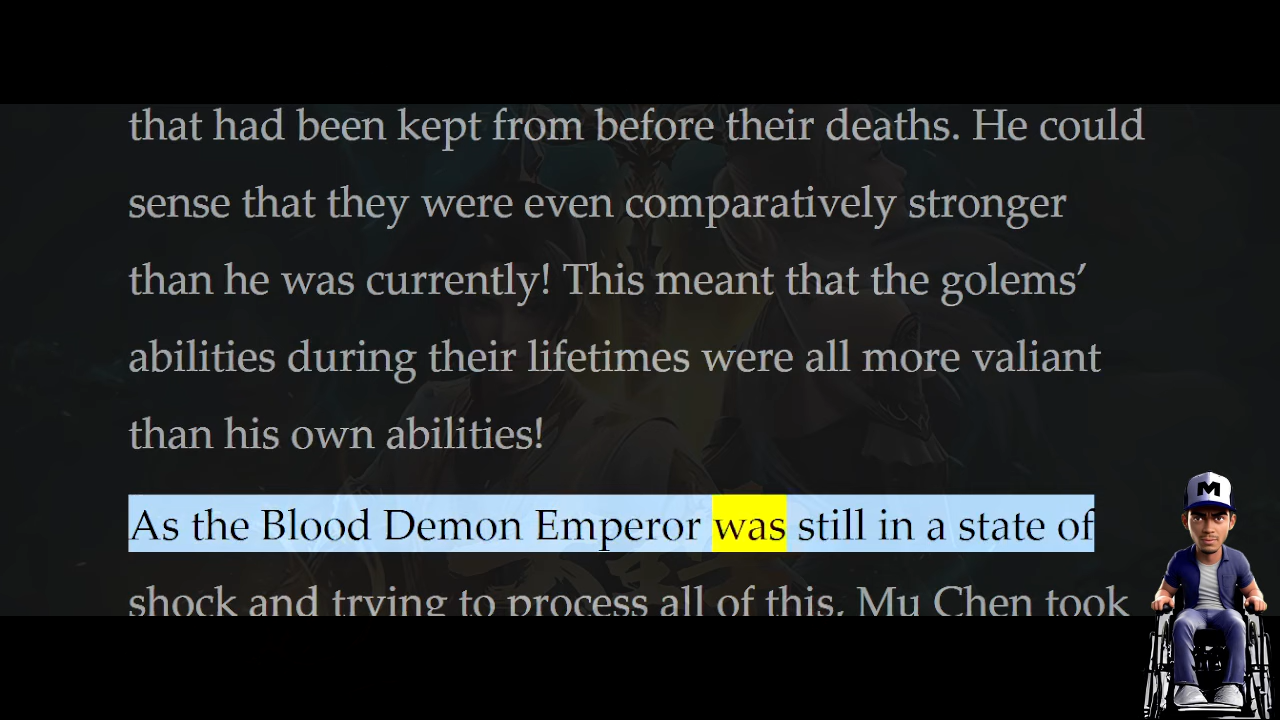 that had been kept from before their deaths. He could
sense that they were even comparatively stronger
than he was currently! This meant that the golems’
abilities during their lifetimes were all more valiant
than his own abilities!
As the Blood Demon Emperor was still in a state of
shock and trying to process all of this, Mu Chen took
M